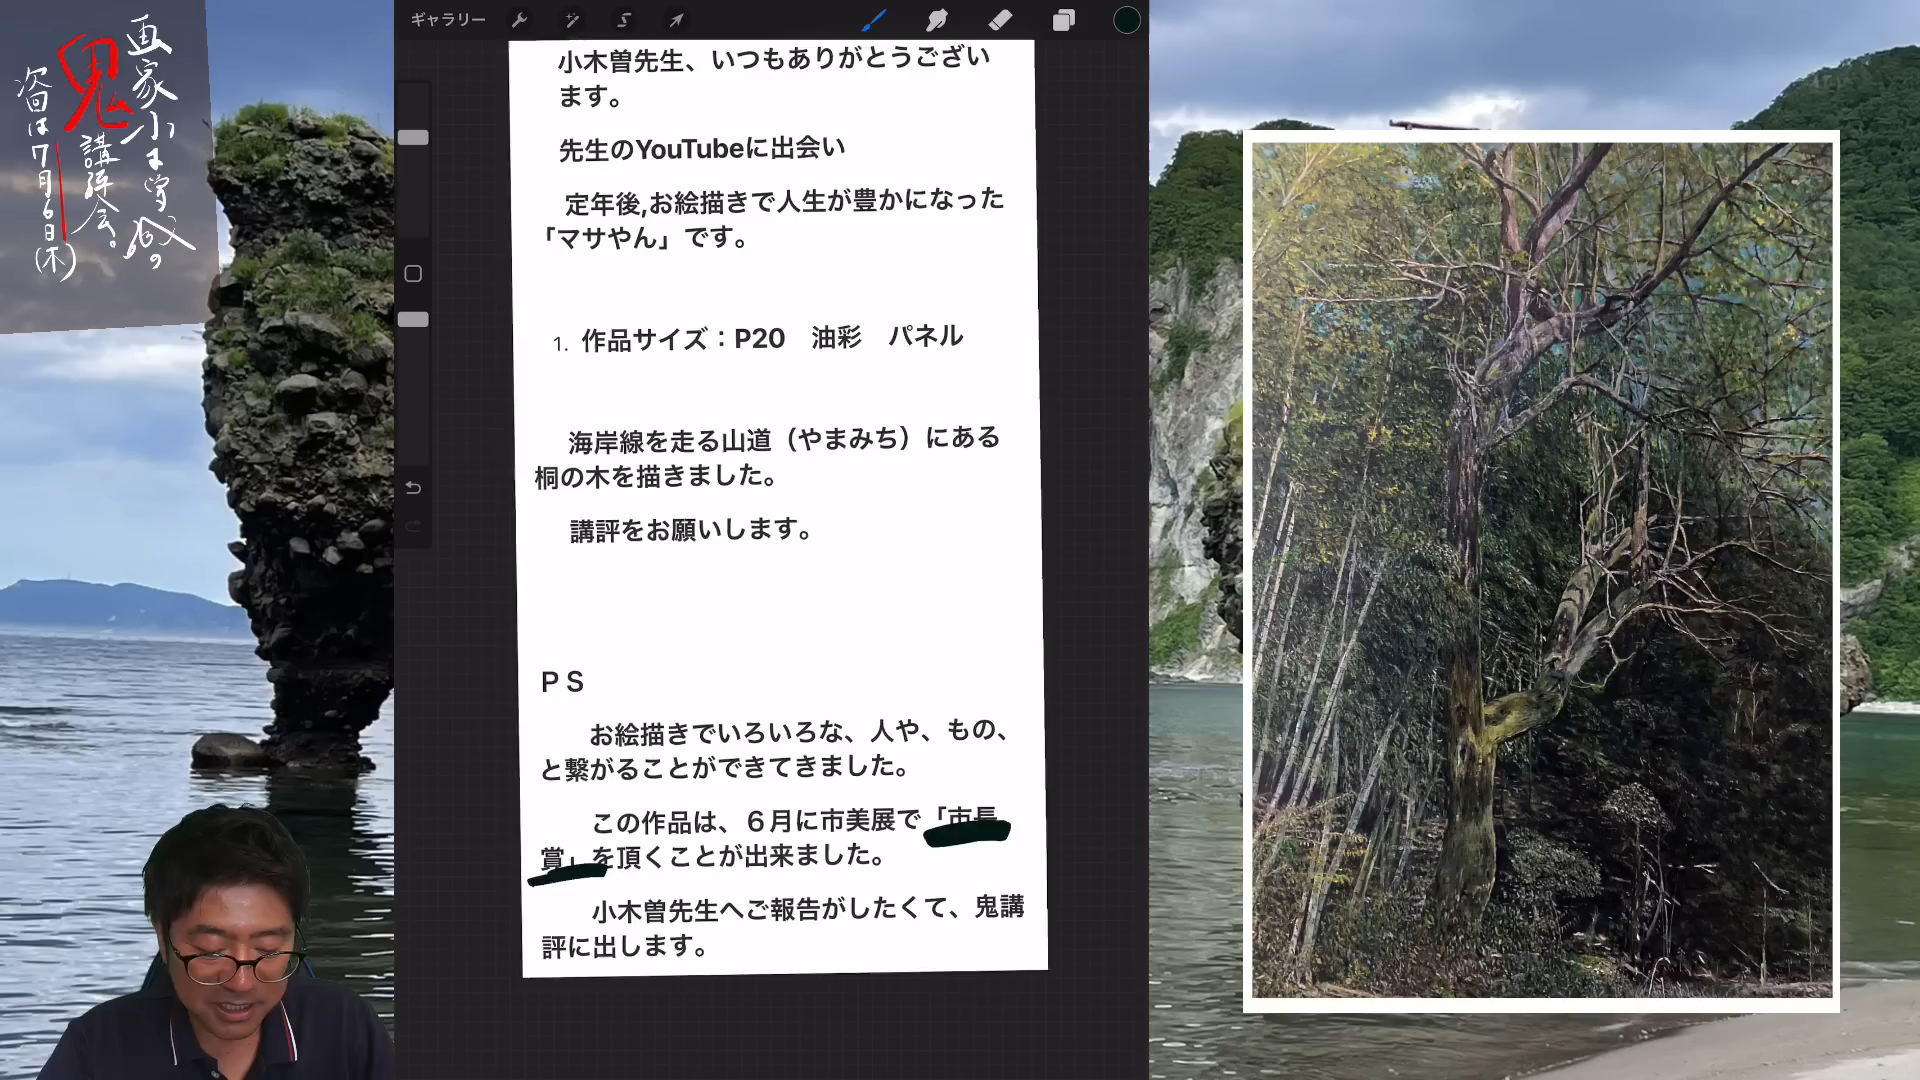 画家小木曽誠の
鬼講評会。
次回は7月6日(木)
ギャラリー
小木曽先生、いつもありがとうござい
ます。
先生のYouTubeに出会い
定年後,お絵描きで人生が豊かになった
「マサやん」です。
1. 作品サイズ：P20 油彩 パネル
海岸線を走る山道（やまみち）にある
桐の木を描きました。
講評をお願いします。
ＰＳ
お絵描きでいろいろな、人や、もの、
と繋がることができてきました。
この作品は、６月に市美展で「市長
賞」を頂くことが出来ました。
小木曽先生へご報告がしたくて、鬼講
評に出します。